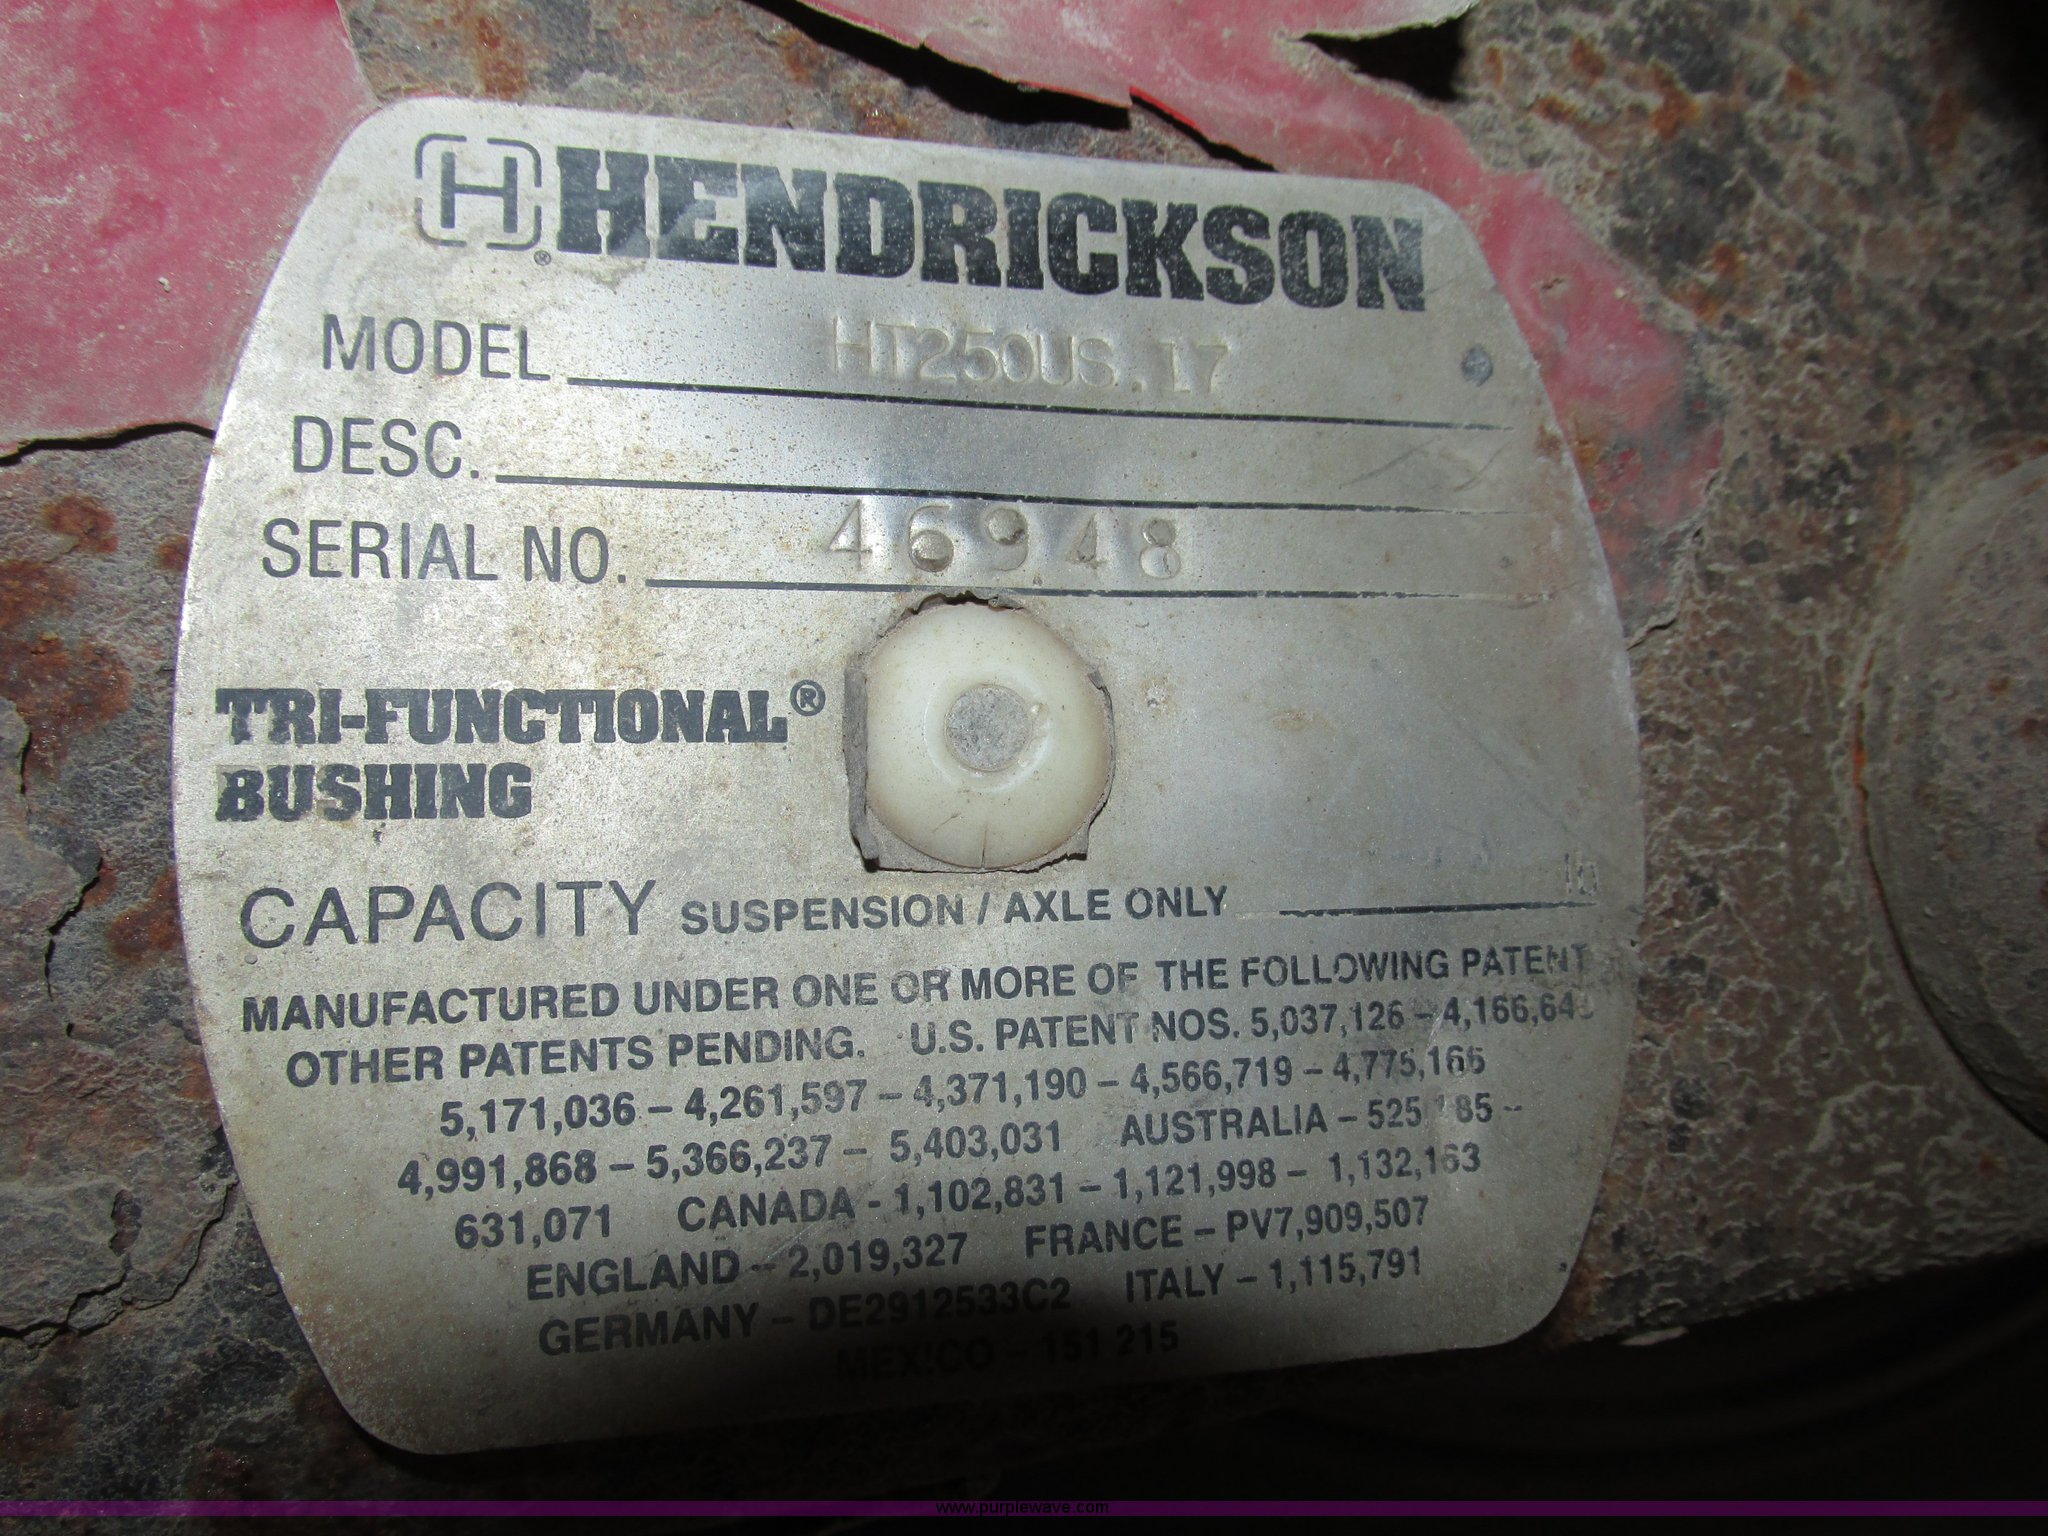 H HENDRICKSON
®
MODEL HT250US.17
DESC.
SERIAL NO. 46948
TRI-FUNCTIONAL®
BUSHING
CAPACITY SUSPENSION / AXLE ONLY
MANUFACTURED UNDER ONE OR MORE OF THE FOLLOWING PATENT
OTHER PATENTS PENDING. U.S. PATENT NOS. 5,037,126 –
5,171,036 – 4,261,597 – 4,371,190 – 4,566,719 – 4,775,166
4,991,868 – 5,366,237 – 5,403,031 AUSTRALIA –
631,071 CANADA - 1,102,831 – 1,121,998 – 1,132,163
ENGLAND – 2,019,327 FRANCE – PV7,909,507
GERMANY – DE2912533C2 ITALY – 1,115,791
MEXICO – 151 215
www.purplewave.com